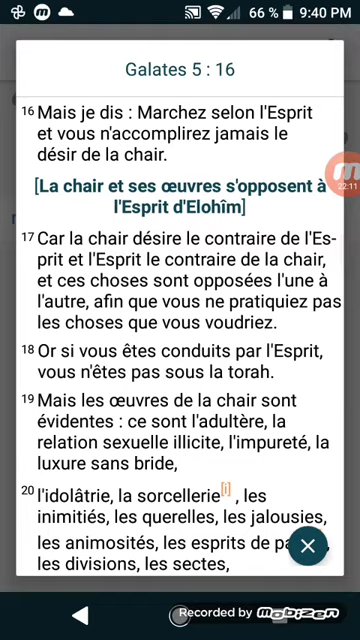 66 % 9:40 PM
Galates 5 : 16
16 Mais je dis : Marchez selon l'Esprit
et vous n'accomplirez jamais le
désir de la chair.
22:11
[La chair et ses œuvres s'opposent à
l'Esprit d'Elohîm]
17 Car la chair désire le contraire de l'Es-
prit et l'Esprit le contraire de la chair,
et ces choses sont opposées l'une à
l'autre, afin que vous ne pratiquiez pas
les choses que vous voudriez.
18 Or si vous êtes conduits par l'Esprit,
vous n'êtes pas sous la torah.
19 Mais les œuvres de la chair sont
évidentes : ce sont l'adultère, la
relation sexuelle illicite, l'impureté, la
luxure sans bride,
20 l'idolâtrie, la sorcellerie[i] , les
inimitiés, les querelles, les jalousies,
les animosités, les esprits de
les divisions, les sectes,
Recorded by mobizen